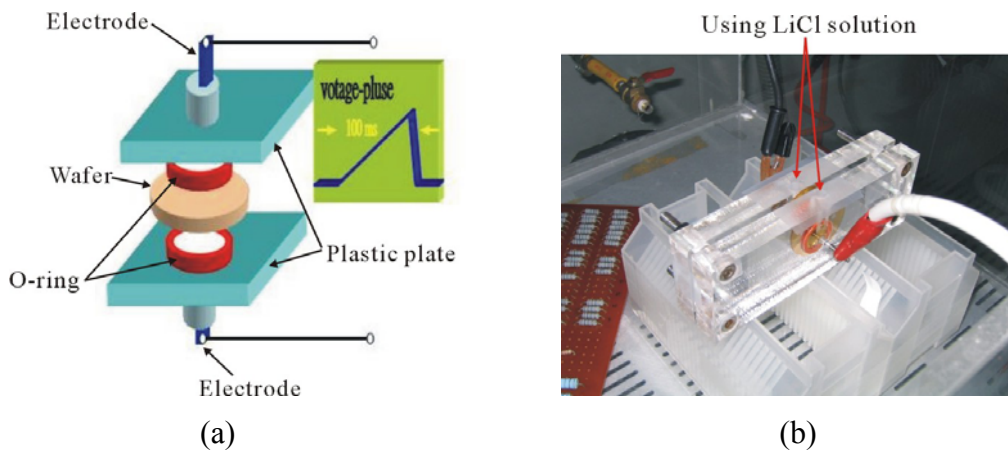 Electrode
votage-pluse
100 ms
Wafer
O-ring
Plastic plate
Electrode
(a)
Using LiCl solution
(b)